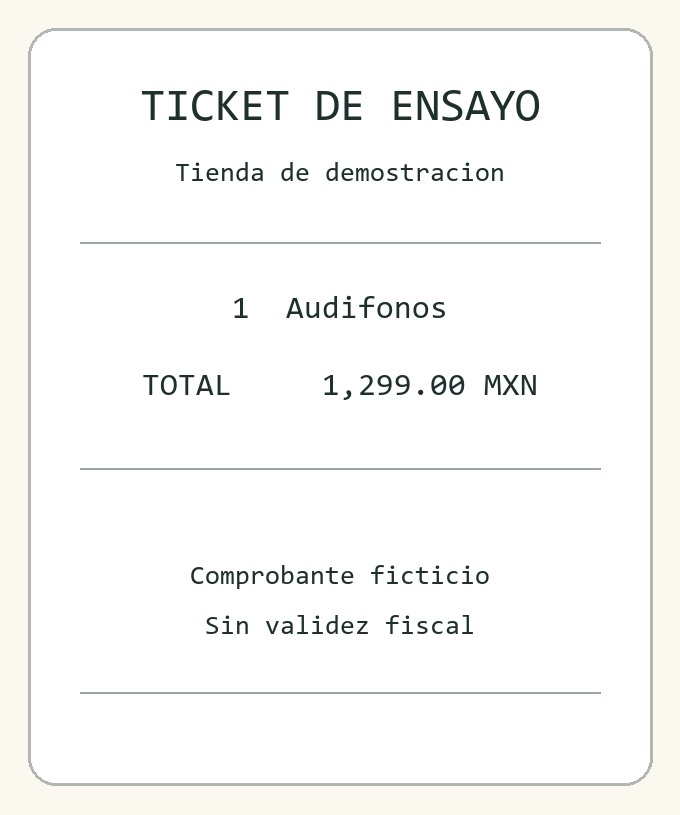 TICKET DE ENSAYO
Tienda de demostracion
1 Audifonos
TOTAL 1,299.00 MXN
Comprobante ficticio
Sin validez fiscal